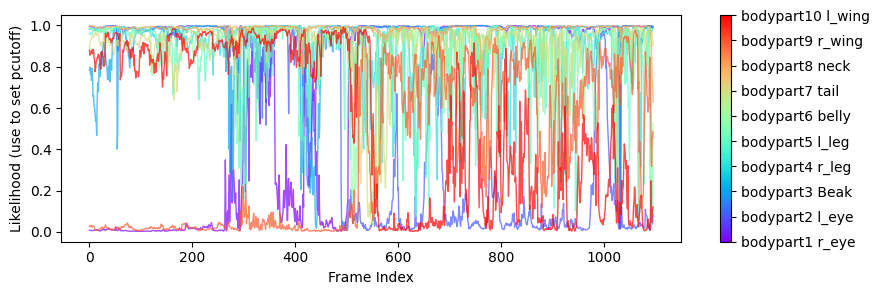 Likelihood (use to set pcutoff)
1.0
0.8
0.6
0.4
0.2
0.0
0
200
400
600
800
1000
Frame Index
bodypart10 l_wing
bodypart9 r_wing
bodypart8 neck
bodypart7 tail
bodypart6 belly
bodypart5 l_leg
bodypart4 r_leg
bodypart3 Beak
bodypart2 l_eye
bodypart1 r_eye